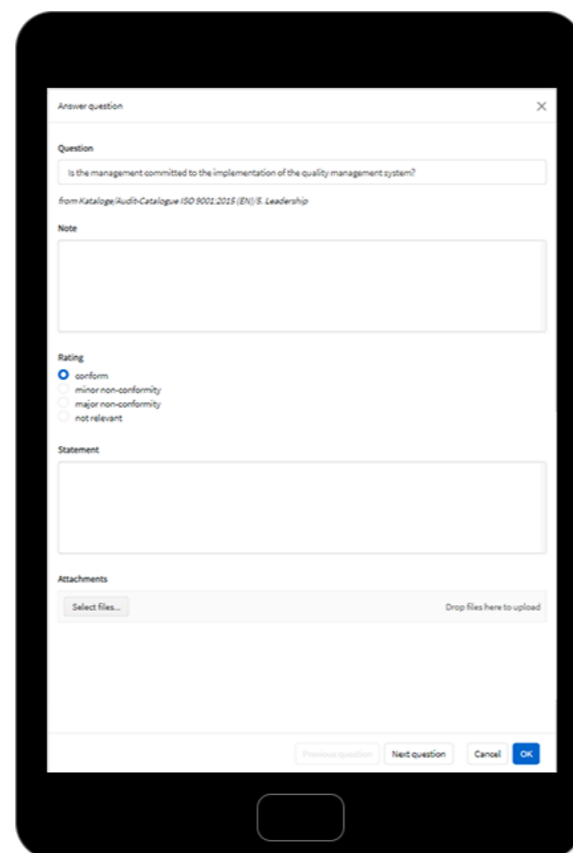 Answer question
Question
Is the management committed to the implementation of the quality management system?
from Kataloge/Audit-Catalogue ISO 9001:2015 (EN)/5. Leadership
Note
Rating
conform
minor non-conformity
major non-conformity
not relevant
Statement
Attachments
Select files...
Drop files here to upload
Previous question
Next question
Cancel
OK